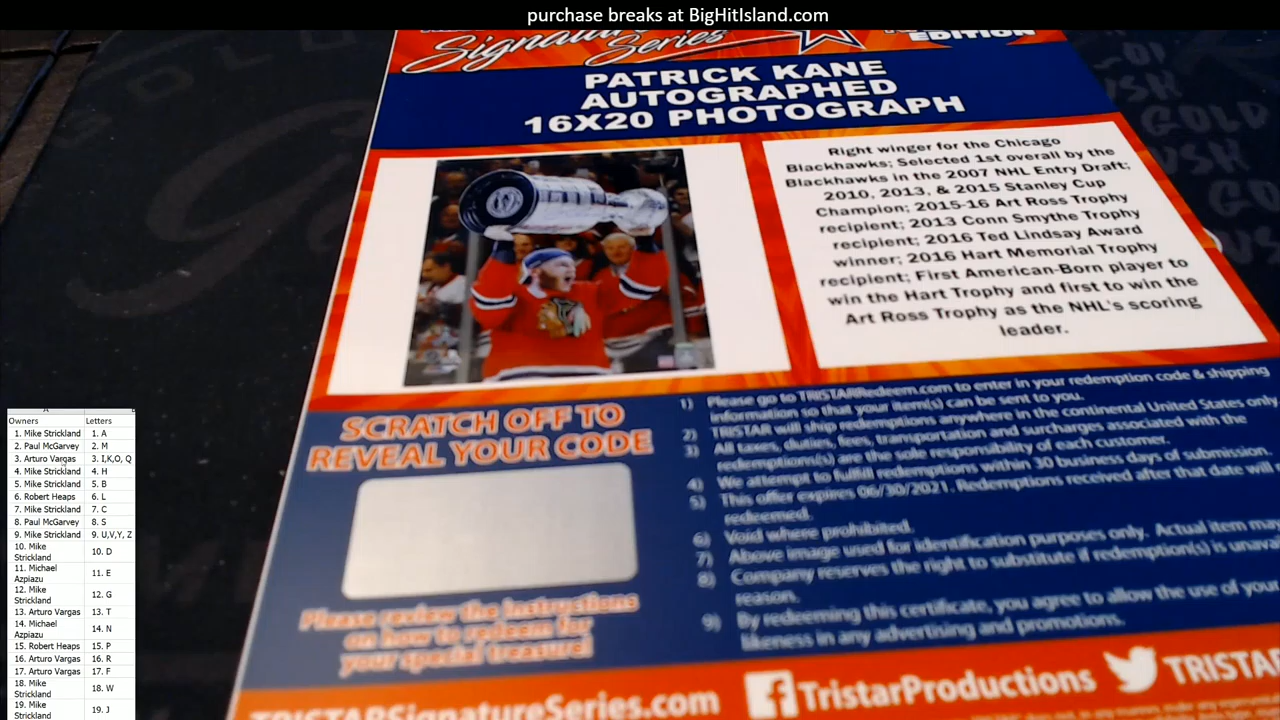 purchase breaks at BigHitIsland.com
Signature
Series
EDITION
PATRICK KANE
AUTOGRAPHED
16X20 PHOTOGRAPH
Right winger for the Chicago
Blackhawks; Selected 1st overall by the
Blackhawks in the 2007 NHL Entry Draft;
2010, 2013, & 2015 Stanley Cup
Champion; 2015-16 Art Ross Trophy
recipient; 2013 Conn Smythe Trophy
recipient; 2016 Ted Lindsay Award
winner; 2016 Hart Memorial Trophy
recipient; First American-Born player to
win the Hart Trophy and first to win the
Art Ross Trophy as the NHL's scoring
leader.
SCRATCH OFF TO
REVEAL YOUR CODE
Please review the instructions
on how to redeem for
your special treasure!
1) Please go to TRISTARRedeem.com to enter in your redemption code & shipping
information so that your item(s) can be sent to you.
2) TRISTAR will ship redemptions anywhere in the continental United States only
3) All taxes, duties, fees, transportation and surcharges associated with the
redemption(s) are the sole responsibility of each customer.
4) We attempt to fulfill redemptions within 30 business days of submission.
5) This offer expires 06/30/2021. Redemptions received after that date will
redeemed.
6) Void where prohibited.
7) Above image used for identification purposes only. Actual item may
8) Company reserves the right to substitute if redemption(s) is
reason.
9) By redeeming this certificate, you agree to allow the use of your
likeness in any advertising and promotions.
TRISTARSignatureSeries.com
TristarProductions
TRISTAR
Owners Letters
1. Mike Strickland 1. A
2. Paul McGarvey 2. M
3. Arturo Vargas 3. I,K,O, Q
4. Mike Strickland 4. H
5. Mike Strickland 5. B
6. Robert Heaps 6. L
7. Mike Strickland 7. C
8. Paul McGarvey 8. S
9. Mike Strickland 9. U,V,Y, Z
10. Mike
Strickland 10. D
11. Michael
Azpiazu 11. E
12. Mike
Strickland 12. G
13. Arturo Vargas 13. T
14. Michael
Azpiazu 14. N
15. Robert Heaps 15. P
16. Arturo Vargas 16. R
17. Arturo Vargas 17. F
18. Mike
Strickland 18. W
19. Mike
Strickland 19. J
GOLD
RUSH